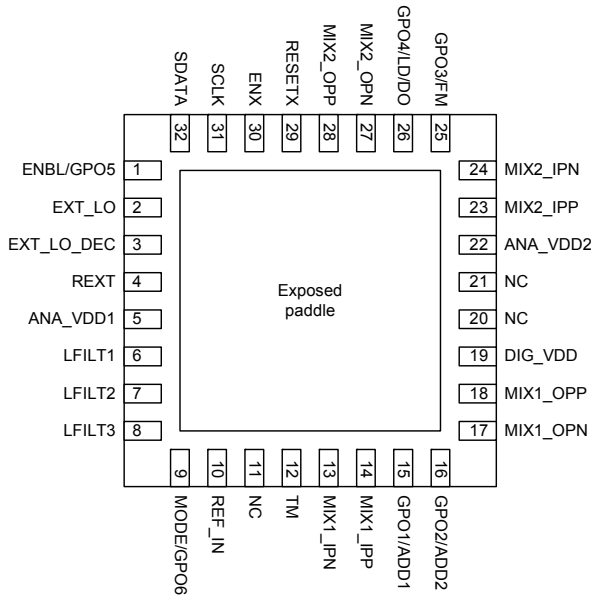 SDATA
SCLK
ENX
RESETX
MIX2_OPP
MIX2_OPN
GPO4/LD/DO
GPO3/FM
32
31
30
29
28
27
26
25
ENBL/GPO5 1
EXT_LO 2
EXT_LO_DEC 3
REXT 4
ANA_VDD1 5
LFILT1 6
LFILT2 7
LFILT3 8
Exposed
paddle
24 MIX2_IPN
23 MIX2_IPP
22 ANA_VDD2
21 NC
20 NC
19 DIG_VDD
18 MIX1_OPP
17 MIX1_OPN
9
10
11
12
13
14
15
16
MODE/GPO6
REF_IN
NC
TM
MIX1_IPN
MIX1_IPP
GPO1/ADD1
GPO2/ADD2